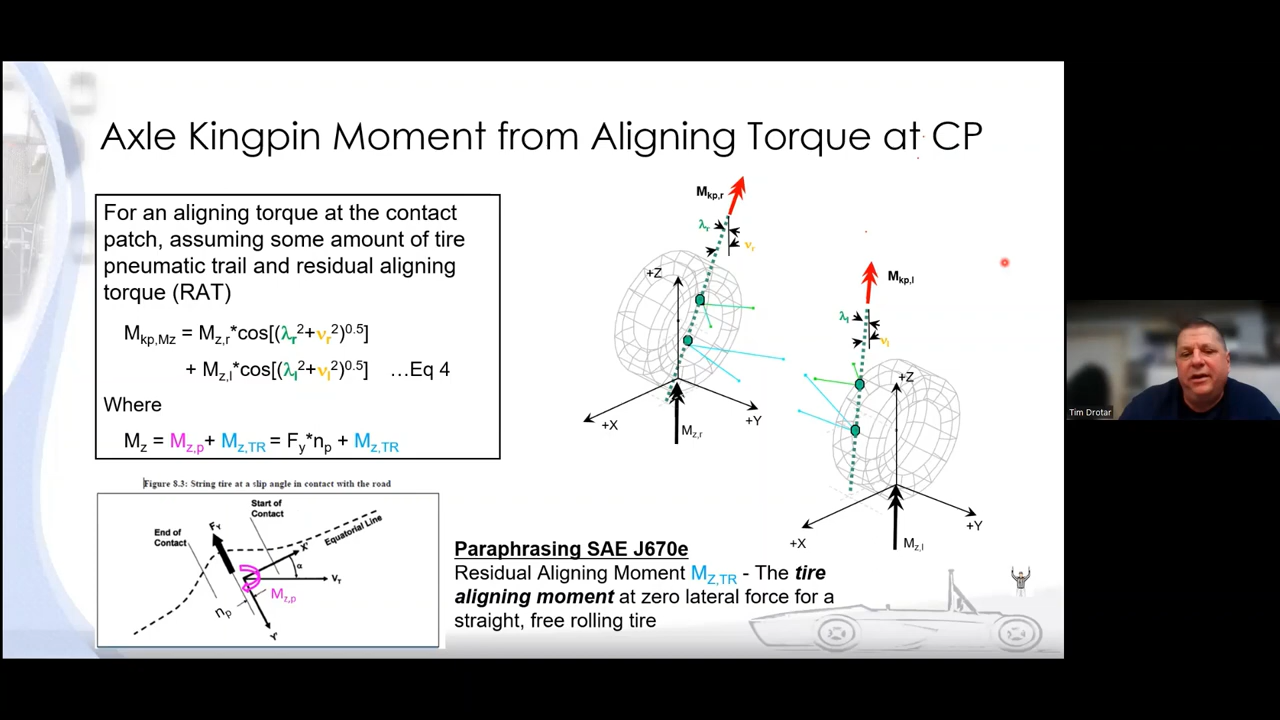 Axle Kingpin Moment from Aligning Torque at CP
For an aligning torque at the contact
patch, assuming some amount of tire
pneumatic trail and residual aligning
torque (RAT)
Mkp,Mz = Mz,r*cos[(λr²+νr²)^0.5]
+ Mz,l*cos[(λl²+νl²)^0.5] …Eq 4
Where
Mz = Mz,p+ Mz,TR = Fy*np + Mz,TR
Figure 8.3: String tire at a slip angle in contact with the road
Start of
Contact
End of
Contact
FY
X'
Equatorial Line
α
VT
Mz,p
np
Y'
Mkp,r
λr
νr
+Z
+X
+Y
Mz,r
Mkp,l
λl
νl
+Z
+X
+Y
Mz,l
Paraphrasing SAE J670e
Residual Aligning Moment MZ,TR - The tire
aligning moment at zero lateral force for a
straight, free rolling tire
Tim Drotar